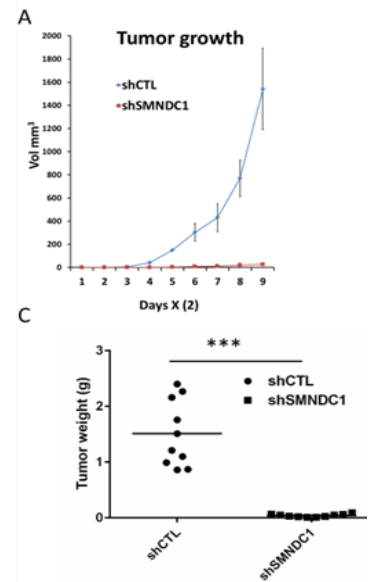 A
Tumor growth
2000
1800
1600
1400
1200
1000
800
600
400
200
0
Vol mm³
shCTL
shSMNDC1
1 2 3 4 5 6 7 8 9
Days X (2)
C
***
3
2
1
0
Tumor weight (g)
shCTL
shSMNDC1
shCTL
shSMNDC1